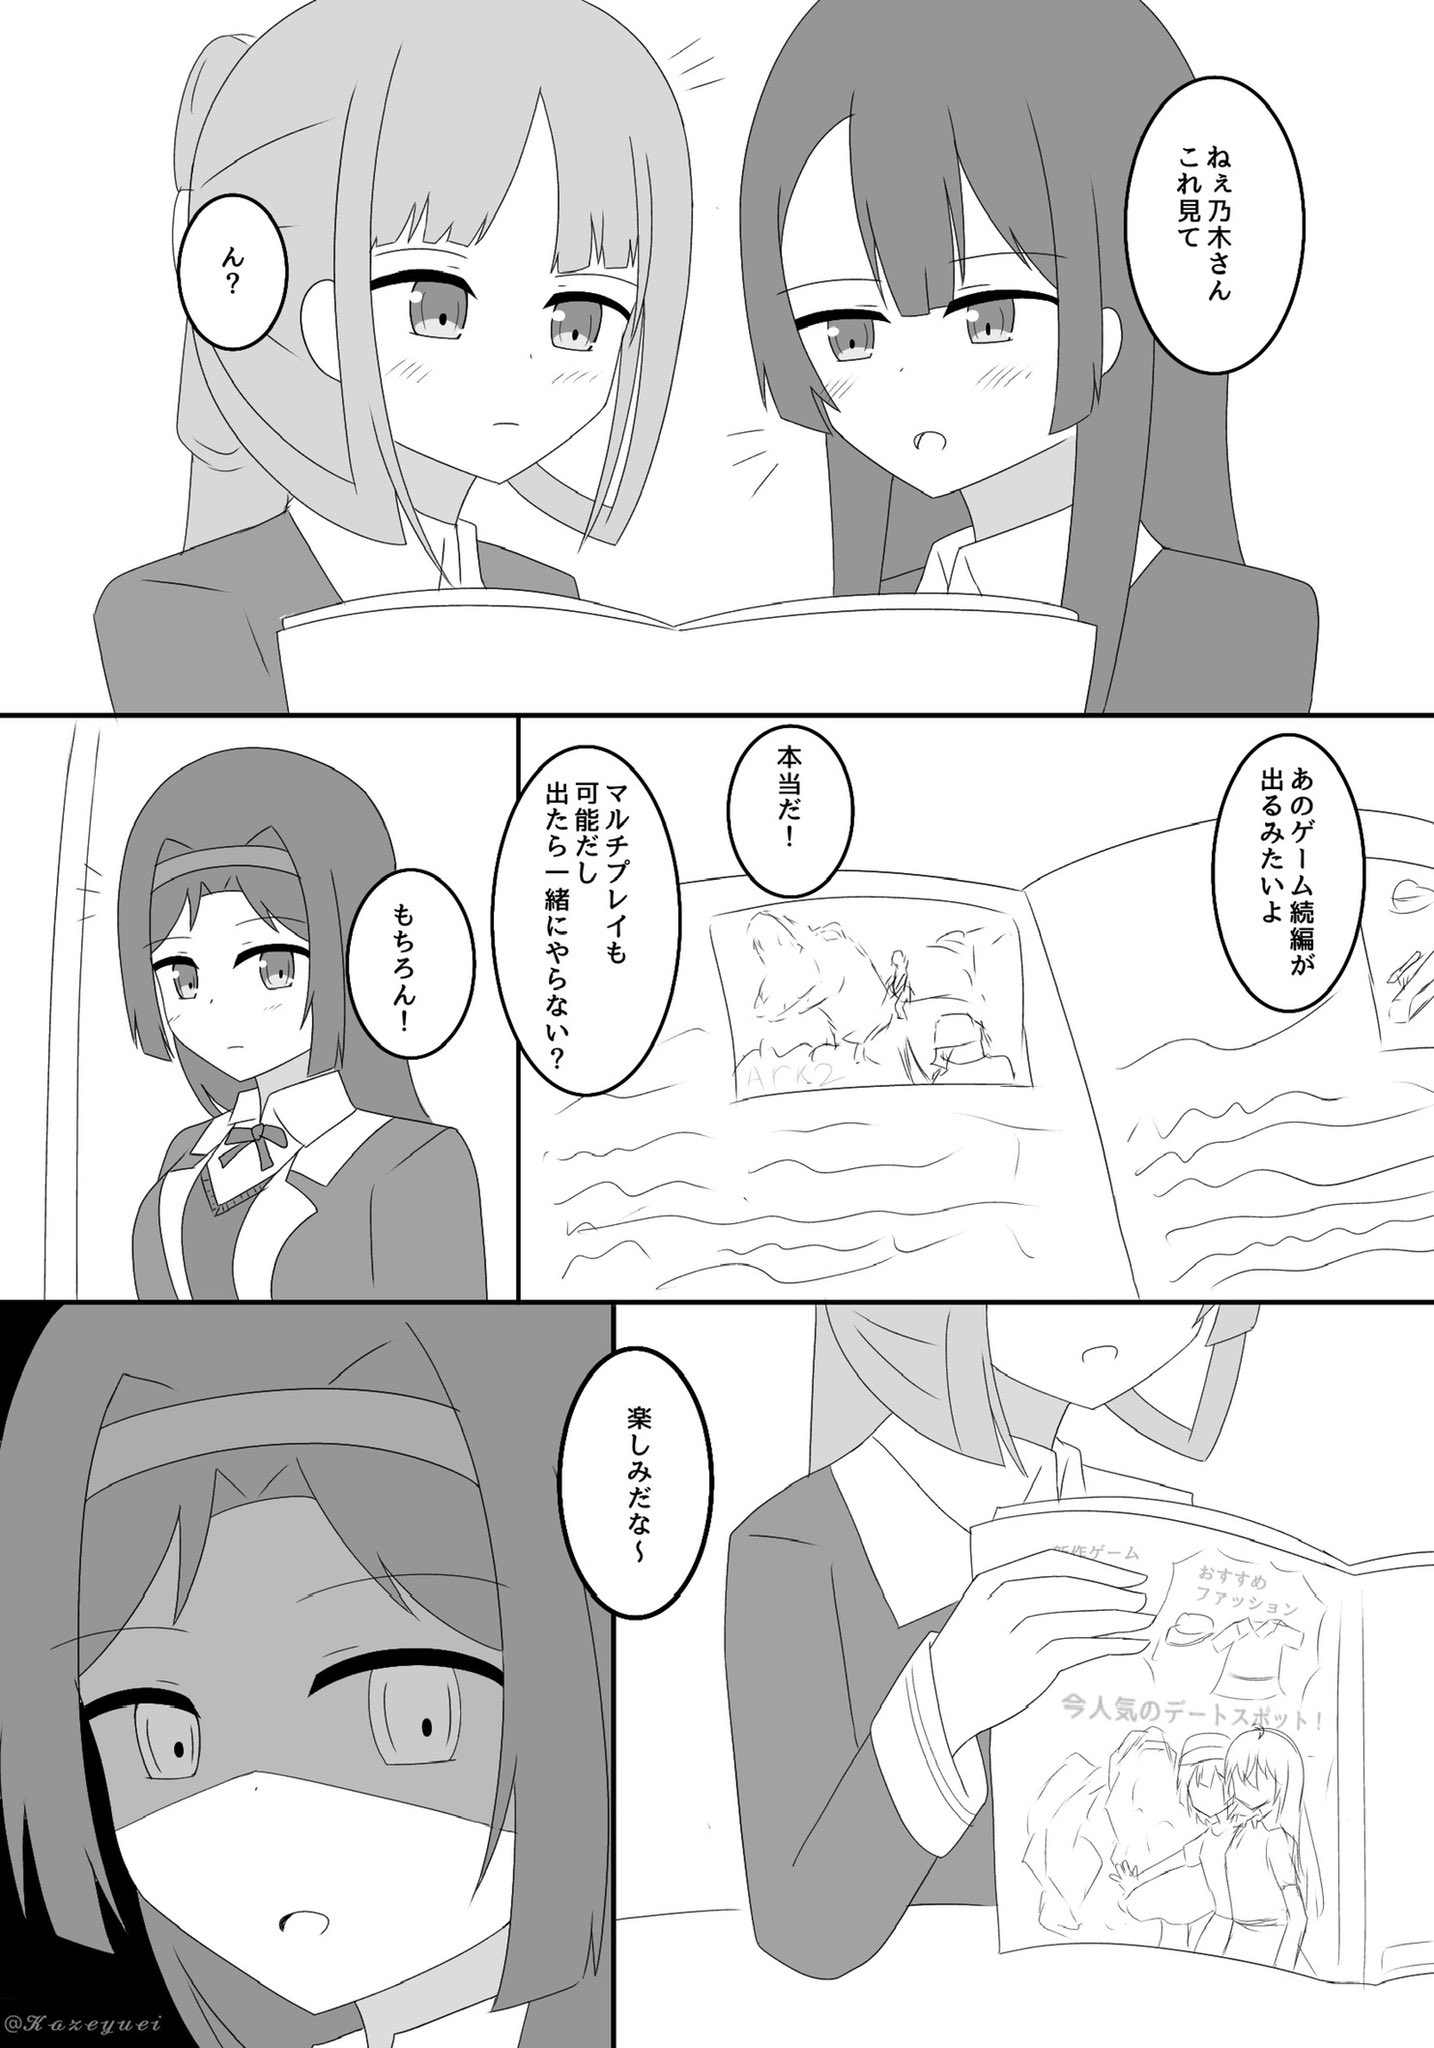 ねぇ乃木さん
これ見て
ん？
あのゲーム続編が
出るみたいよ
本当だ！
マルチプレイも
可能だし
出たら一緒にやらない？
Ark2
もちろん！
新作ゲーム
おすすめ
ファッション
今人気のデートスポット！
楽しみだな～
@Kazeyuei